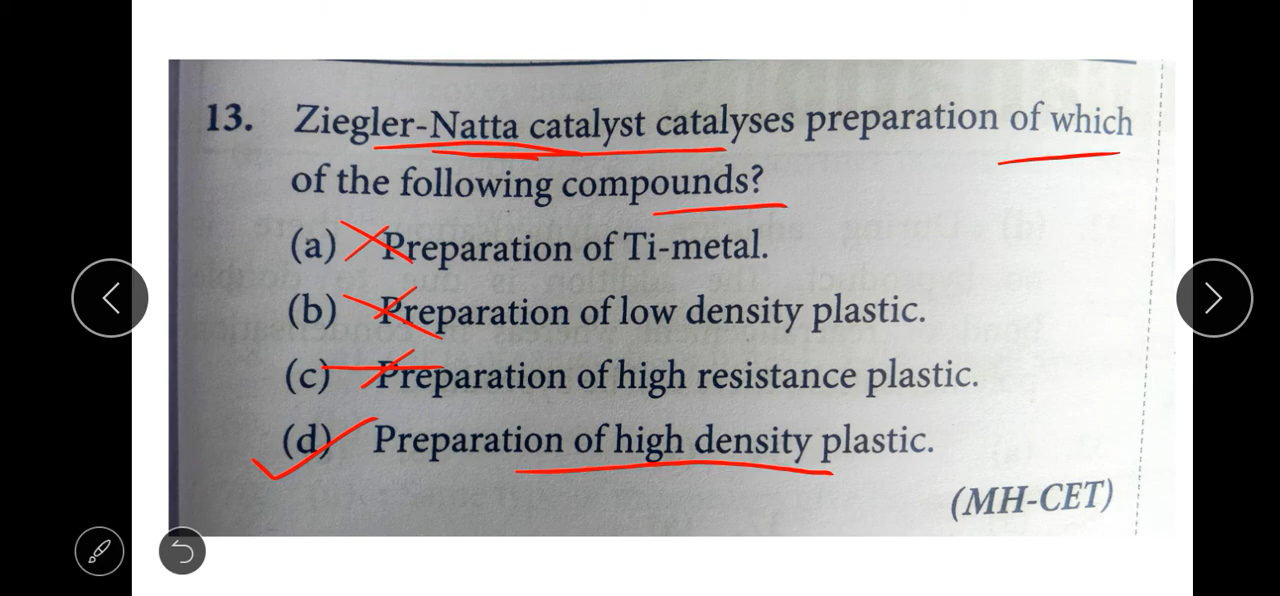 13. Ziegler-Natta catalyst catalyses preparation of which
of the following compounds?
(a) Preparation of Ti-metal.
(b) Preparation of low density plastic.
(c) Preparation of high resistance plastic.
(d) Preparation of high density plastic.
(MH-CET)